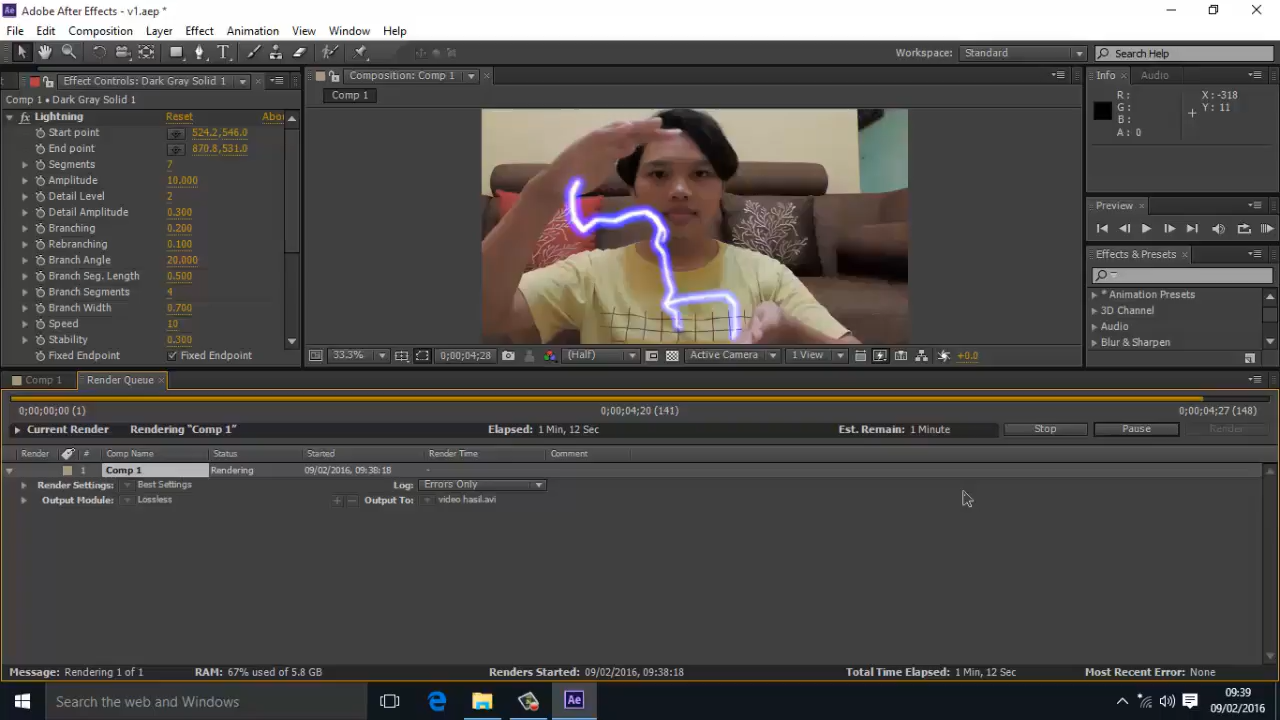 Adobe After Effects - v1.aep *
File Edit Composition Layer Effect Animation View Window Help
Workspace: Standard Search Help
Effect Controls: Dark Gray Solid 1
Composition: Comp 1
Info Audio
Comp 1 • Dark Gray Solid 1
Comp 1
R: X: -318
G: Y: 11
B:
A: 0
fx Lightning Reset Abou
Start point 524.2,546.0
End point 870.8,531.0
Segments 7
Amplitude 10.000
Detail Level 2
Detail Amplitude 0.300
Branching 0.200
Rebranching 0.100
Branch Angle 20.000
Branch Seg. Length 0.500
Branch Segments 4
Branch Width 0.700
Speed 10
Stability 0.300
Fixed Endpoint Fixed Endpoint
Preview
Effects & Presets
* Animation Presets
3D Channel
Audio
Blur & Sharpen
33.3% 0;00;04;28 (Half) Active Camera 1 View +0.0
Comp 1 Render Queue
0;00;00;00 (1) 0;00;04;20 (141) 0;00;04;27 (148)
Current Render Rendering "Comp 1" Elapsed: 1 Min, 12 Sec Est. Remain: 1 Minute Stop Pause Render
Render # Comp Name Status Started Render Time Comment
1 Comp 1 Rendering 09/02/2016, 09:38:18 -
Render Settings: Best Settings Log: Errors Only
Output Module: Lossless + − Output To: video hasil.avi
Message: Rendering 1 of 1 RAM: 67% used of 5.8 GB Renders Started: 09/02/2016, 09:38:18 Total Time Elapsed: 1 Min, 12 Sec Most Recent Error: None
Search the web and Windows
Ae
09:39
09/02/2016